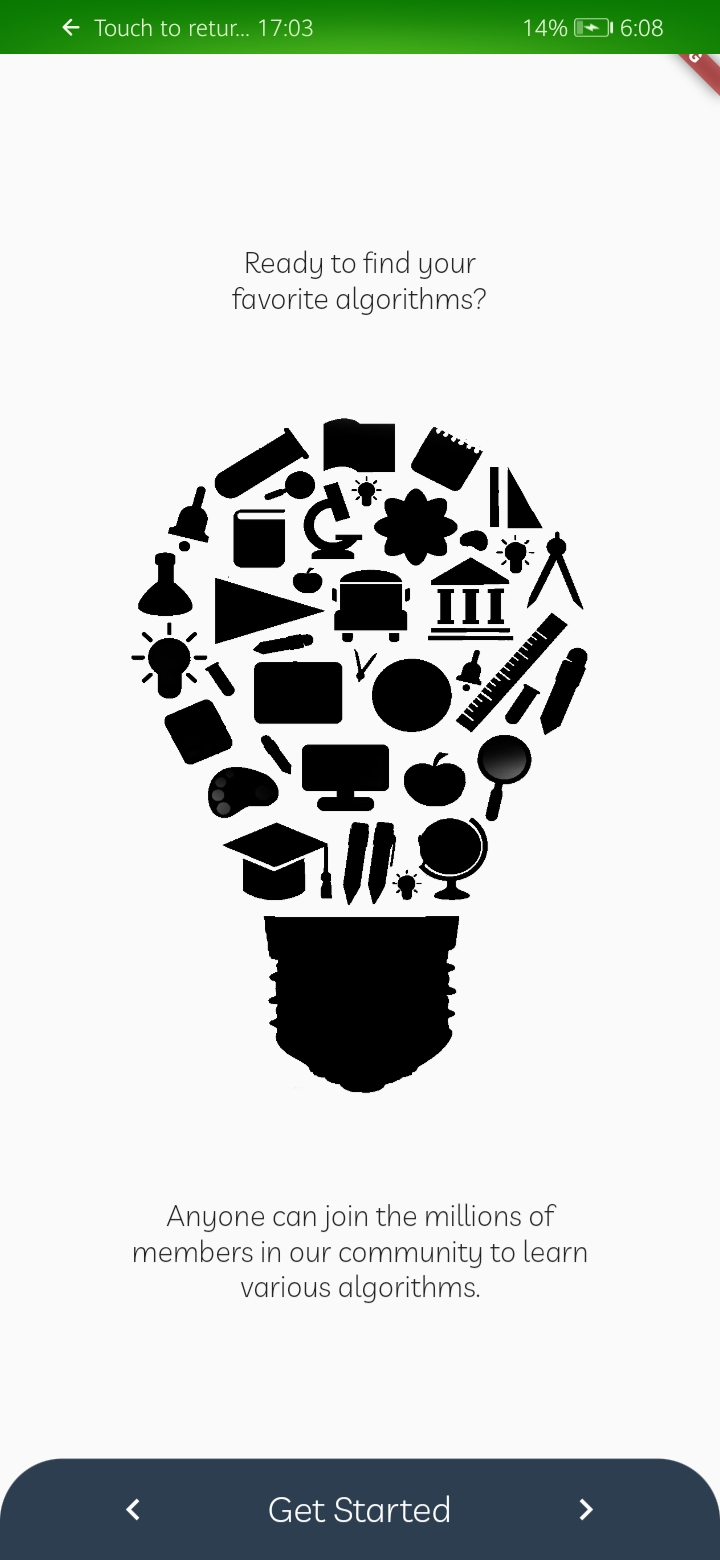 Touch to retur... 17:03 14% 6:08
G
Ready to find your
favorite algorithms?
Anyone can join the millions of
members in our community to learn
various algorithms.
Get Started